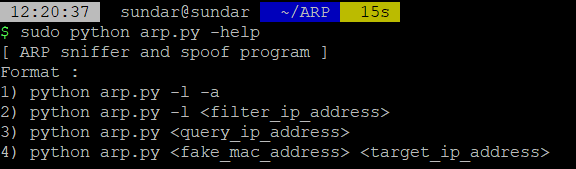 12:20:37 sundar@sundar ~/ARP 15s
$ sudo python arp.py -help
[ ARP sniffer and spoof program ]
Format :
1) python arp.py -l -a
2) python arp.py -l <filter_ip_address>
3) python arp.py <query_ip_address>
4) python arp.py <fake_mac_address> <target_ip_address>